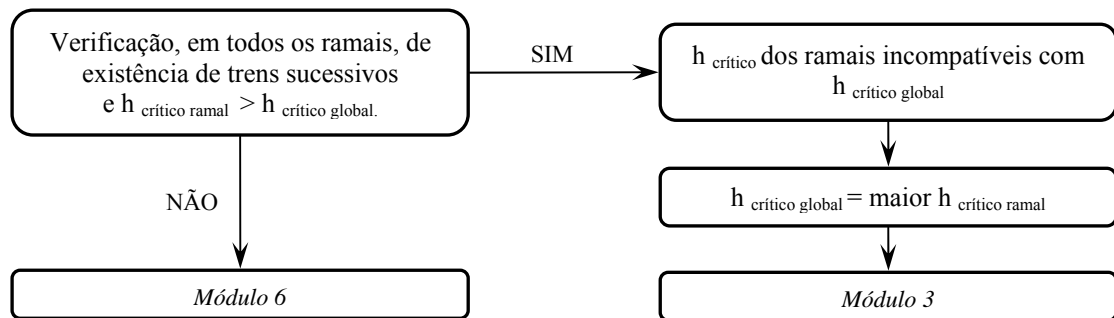 Verificação, em todos os ramais, de
existência de trens sucessivos
e h crítico ramal > h crítico global.
SIM
h crítico dos ramais incompatíveis com
h crítico global
NÃO
h crítico global = maior h crítico ramal
Módulo 6
Módulo 3